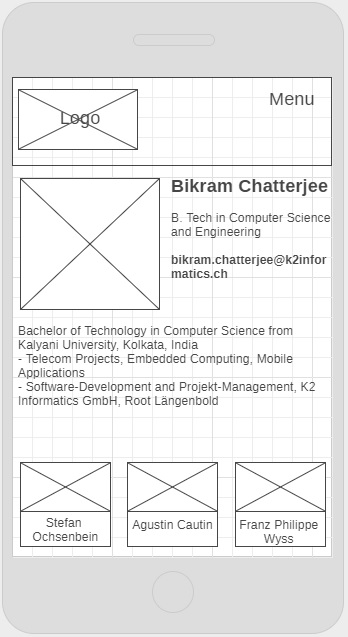 Logo
Menu
Bikram Chatterjee
B. Tech in Computer Science
and Engineering
bikram.chatterjee@k2infor
matics.ch
Bachelor of Technology in Computer Science from
Kalyani University, Kolkata, India
- Telecom Projects, Embedded Computing, Mobile
Applications
- Software-Development and Projekt-Management, K2
Informatics GmbH, Root Längenbold
Stefan
Ochsenbein
Agustin Cautin
Franz Philippe
Wyss